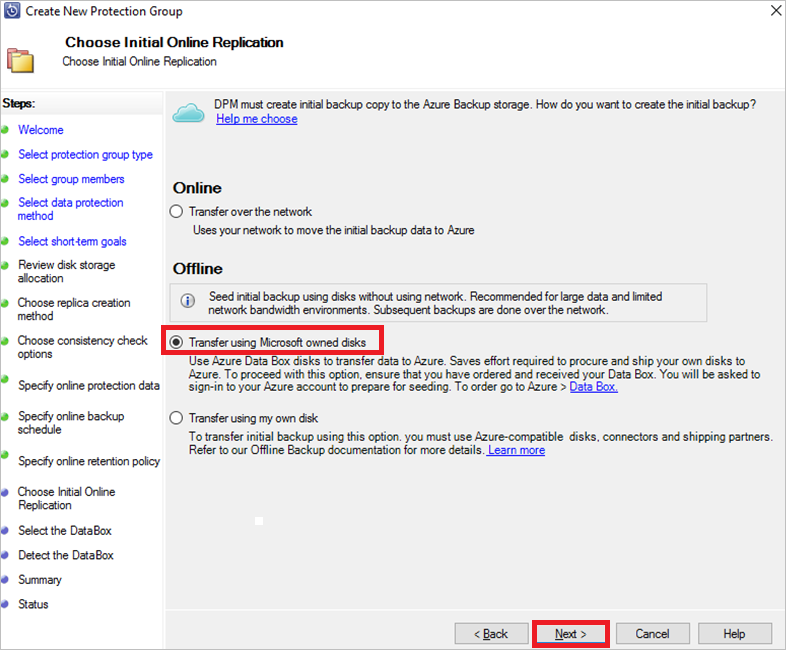 Create New Protection Group
Choose Initial Online Replication
Choose Initial Online Replication
Steps:
Welcome
Select protection group type
Select group members
Select data protection
method
Select short-term goals
Review disk storage
allocation
Choose replica creation
method
Choose consistency check
options
Specify online protection data
Specify online backup
schedule
Specify online retention policy
Choose Initial Online
Replication
Select the DataBox
Detect the DataBox
Summary
Status
DPM must create initial backup copy to the Azure Backup storage. How do you want to create the initial backup?
Help me choose
Online
Transfer over the network
Uses your network to move the initial backup data to Azure
Offline
Seed initial backup using disks without using network. Recommended for large data and limited
network bandwidth environments. Subsequent backups are done over the network.
Transfer using Microsoft owned disks
Use Azure Data Box disks to transfer data to Azure. Saves effort required to procure and ship your own disks to
Azure. To proceed with this option, ensure that you have ordered and received your Data Box. You will be asked to
sign-in to your Azure account to prepare for seeding. To order go to Azure > Data Box.
Transfer using my own disk
To transfer initial backup using this option. you must use Azure-compatible disks, connectors and shipping partners.
Refer to our Offline Backup documentation for more details. Learn more
< Back
Next >
Cancel
Help